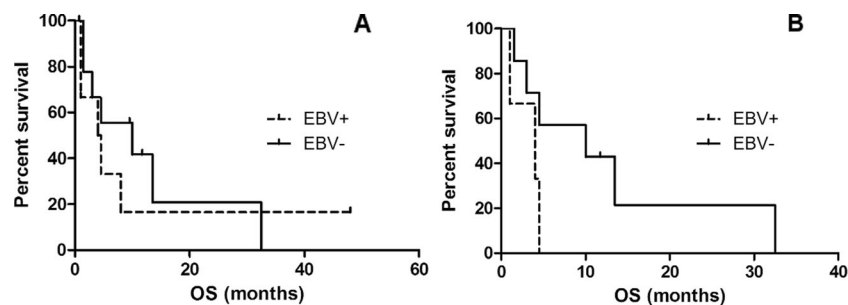 A
Percent survival
100
80
60
40
20
0
EBV+
EBV-
0 20 40 60
OS (months)
B
Percent survival
100
80
60
40
20
0
EBV+
EBV-
0 10 20 30 40
OS (months)